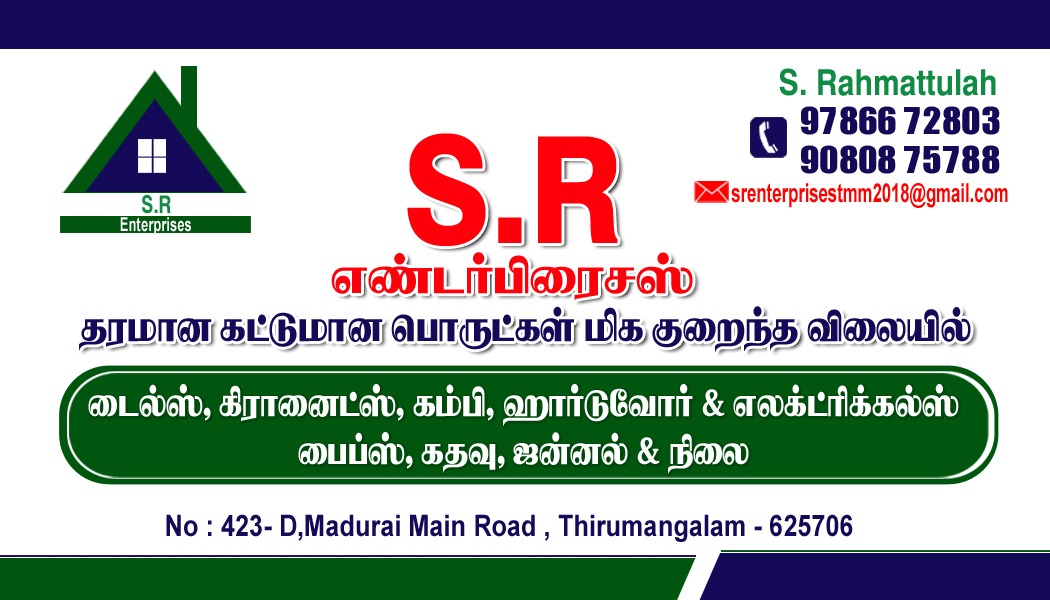 S.R
Enterprises
S. Rahmattulah
97866 72803
90808 75788
srenterprisestmm2018@gmail.com
S.R
எண்டர்பிரைசஸ்
தரமான கட்டுமான பொருட்கள் மிக குறைந்த விலையில்
டைல்ஸ், கிரானைட்ஸ், கம்பி, ஹார்டுவோர் & எலக்ட்ரிக்கல்ஸ்
பைப்ஸ், கதவு, ஜன்னல் & நிலை
No : 423- D,Madurai Main Road , Thirumangalam - 625706